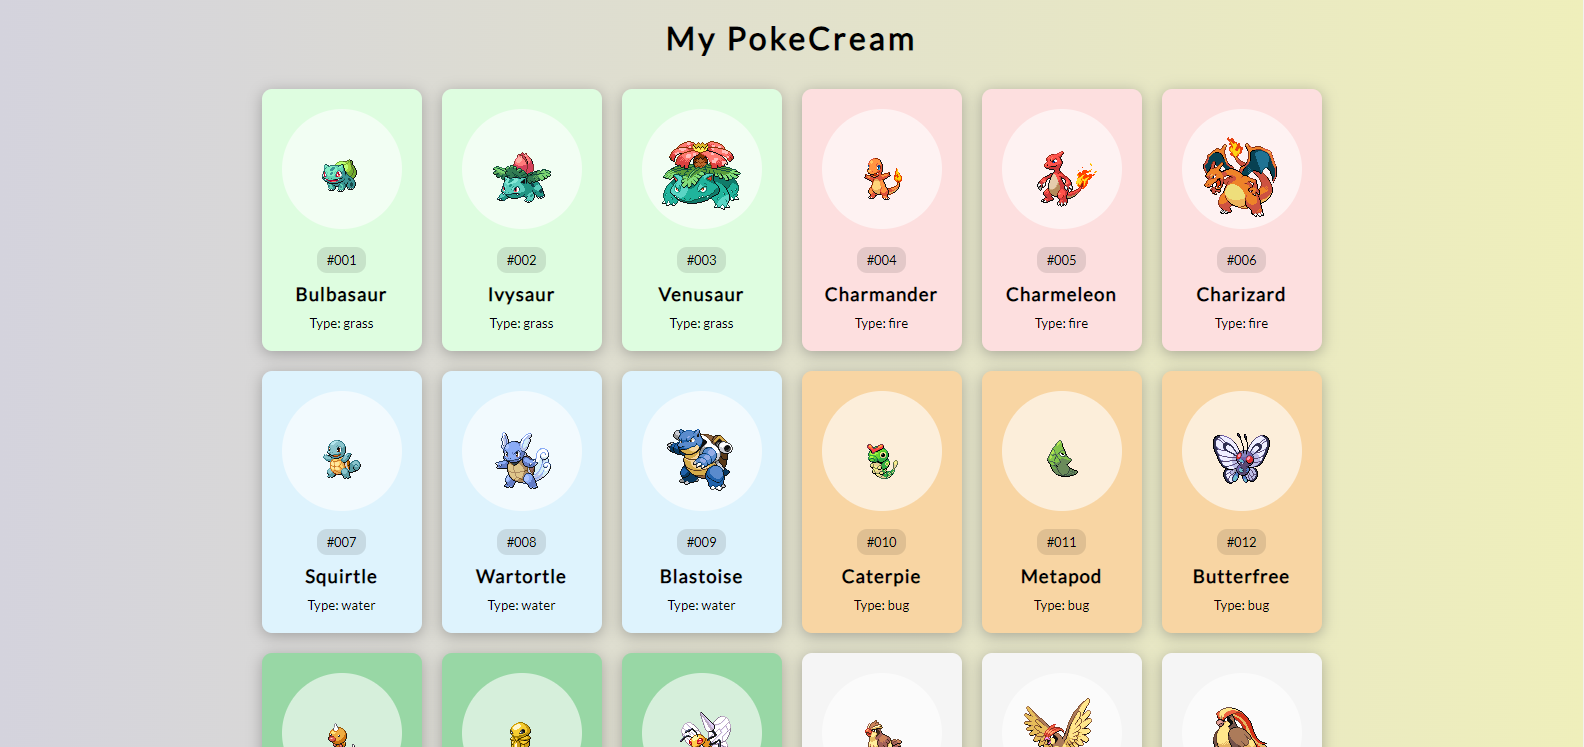 My PokeCream
#001
Bulbasaur
Type: grass
#002
Ivysaur
Type: grass
#003
Venusaur
Type: grass
#004
Charmander
Type: fire
#005
Charmeleon
Type: fire
#006
Charizard
Type: fire
#007
Squirtle
Type: water
#008
Wartortle
Type: water
#009
Blastoise
Type: water
#010
Caterpie
Type: bug
#011
Metapod
Type: bug
#012
Butterfree
Type: bug